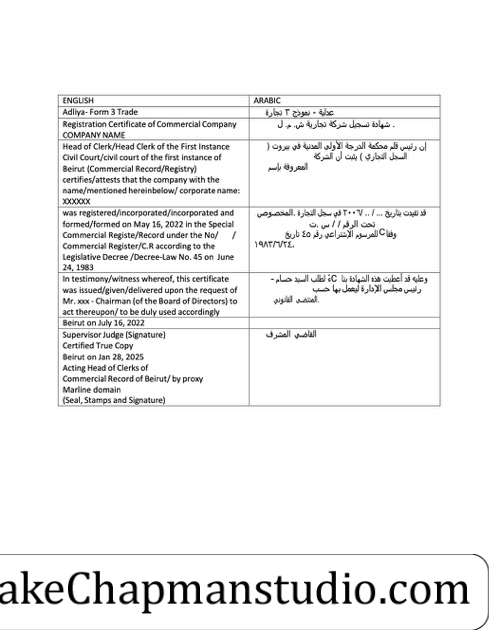 ENGLISH
ARABIC
Adliya- Form 3 Trade
عدلية - نموذج ٣ تجارة
Registration Certificate of Commercial Company
COMPANY NAME
شهادة تسجيل شركة تجارية ش. م. ل .
Head of Clerk/Head Clerk of the First Instance
Civil Court/civil court of the first instance of
Beirut (Commercial Record/Registry)
certifies/attests that the company with the
name/mentioned hereinbelow/ corporate name:
XXXXXX
إن رئيس قلم محكمة الدرجة الأولى المدنية في بيروت (
السجل التجاري ) يثبت أن الشركة
المعروفة بإسم
was registered/incorporated/incorporated and
formed/formed on May 16, 2022 in the Special
Commercial Registe/Record under the No/ /
Commercial Register/C.R according to the
Legislative Decree /Decree-Law No. 45 on June
24, 1983
قد تقيدت بتاريخ ... / .. /٢٠٠٦ في سجل التجارة .المخصوص
تحت الرقم / / س .ت
وفقاCللمرسوم الإشتراعي رقم ٤٥ تاريخ
١٩٨٣/٦/٢٤.
In testimony/witness whereof, this certificate
was issued/given/delivered upon the request of
Mr. xxx - Chairman (of the Board of Directors) to
act thereupon/ to be duly used accordingly
وعليه قد أعطيت هذه الشهادة بنا Cءً لطلب السيد حسام -
رئيس مجلس الإدارة ليعمل بها حسب
المقتضى القانوني.
Beirut on July 16, 2022
Supervisor Judge (Signature)
Certified True Copy
Beirut on Jan 28, 2025
Acting Head of Clerks of
Commercial Record of Beirut/ by proxy
Marline domain
(Seal, Stamps and Signature)
القاضي المشرف
akeChapmanstudio.com